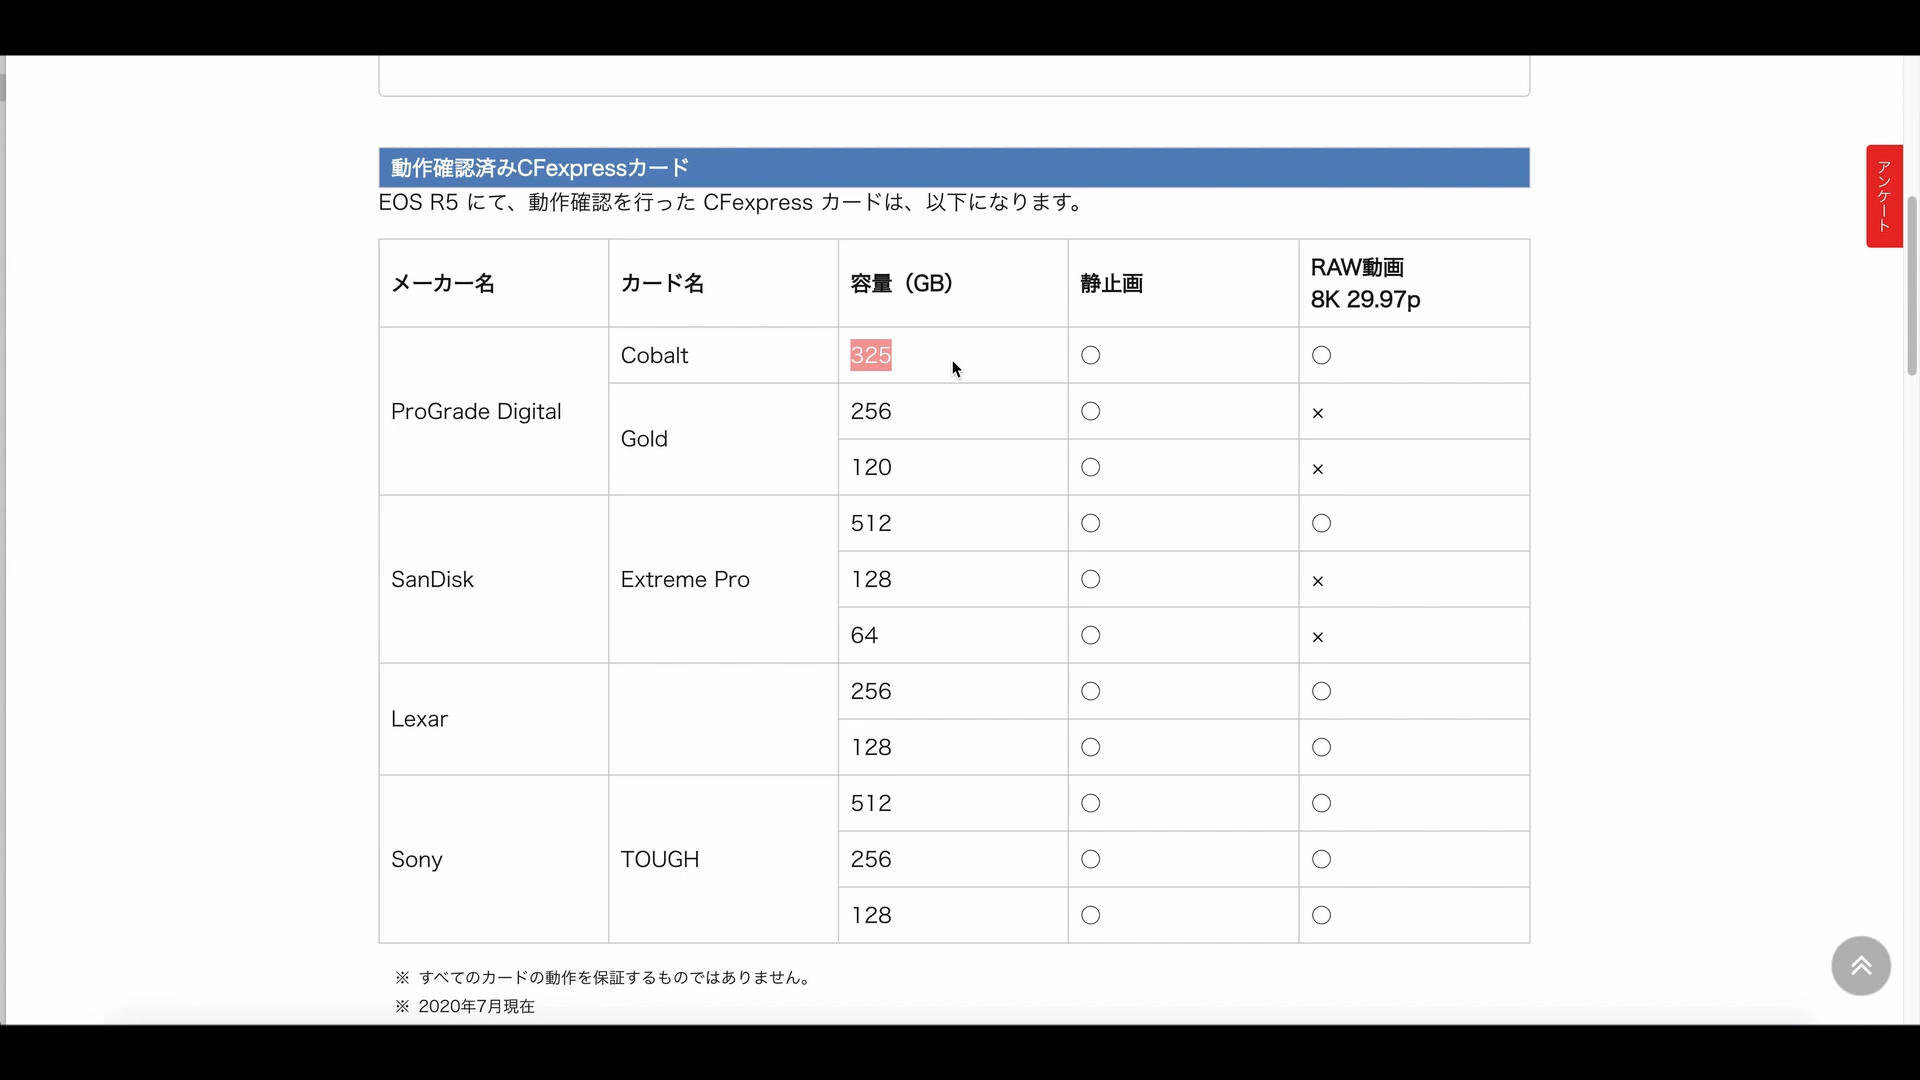 動作確認済みCFexpressカード
EOS R5 にて、動作確認を行った CFexpress カードは、以下になります。
アンケート
メーカー名 カード名 容量（GB） 静止画 RAW動画
8K 29.97p
Cobalt 325 ○ ○
ProGrade Digital 256 ○ ×
Gold
120 ○ ×
512 ○ ○
SanDisk Extreme Pro 128 ○ ×
64 ○ ×
256 ○ ○
Lexar
128 ○ ○
512 ○ ○
Sony TOUGH 256 ○ ○
128 ○ ○
※ すべてのカードの動作を保証するものではありません。
※ 2020年7月現在